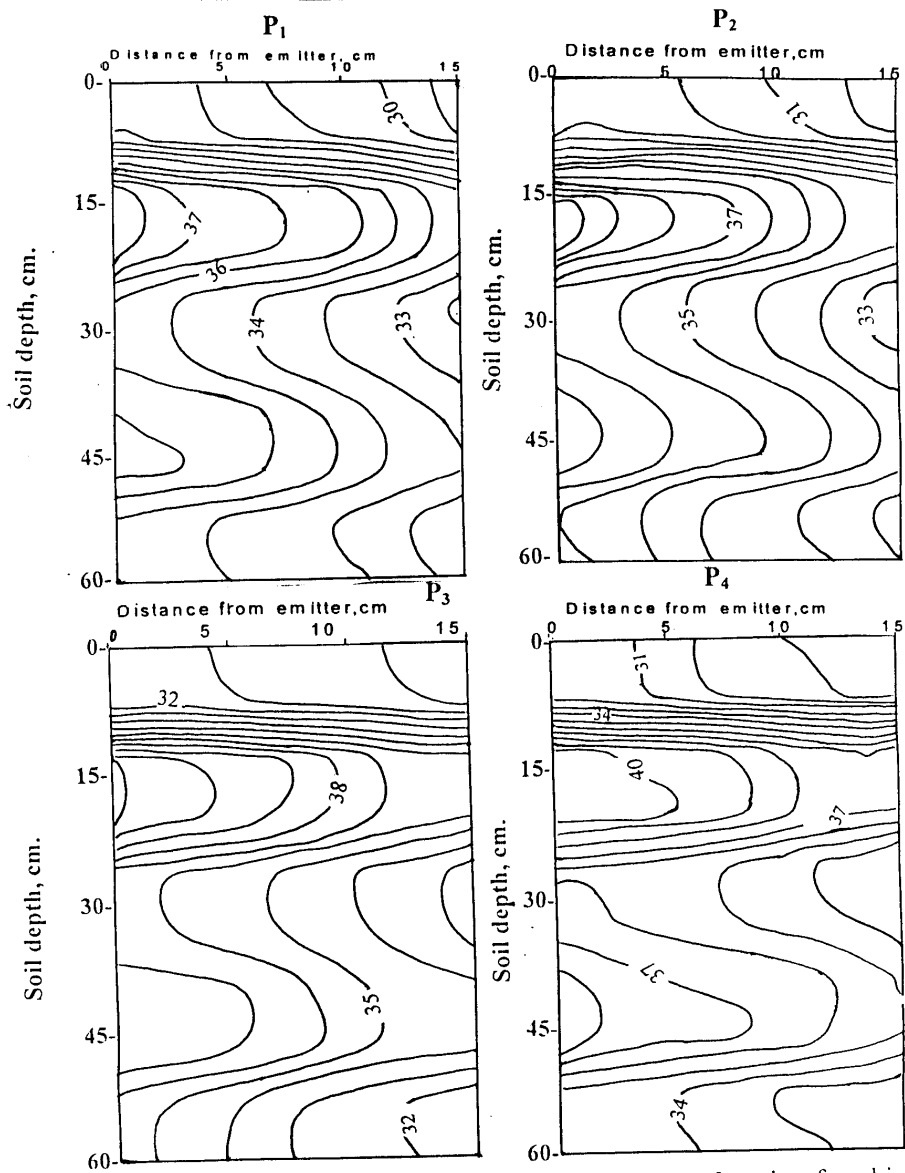 P1
Distance from emitter,cm
0 5 10 15
0-
15-
30-
45-
60-
Soil depth, cm.
30
37
36
34
33
P2
Distance from emitter,cm
0 5 10 15
0-
15-
30-
45-
60-
Soil depth, cm.
31
37
35
33
P3
Distance from emitter,cm
0 5 10 15
0-
15-
30-
45-
60-
Soil depth, cm.
32
38
35
32
P4
Distance from emitter,cm
0 5 10 15
0-
15-
30-
45-
60-
Soil depth, cm.
31
34
40
37
37
34